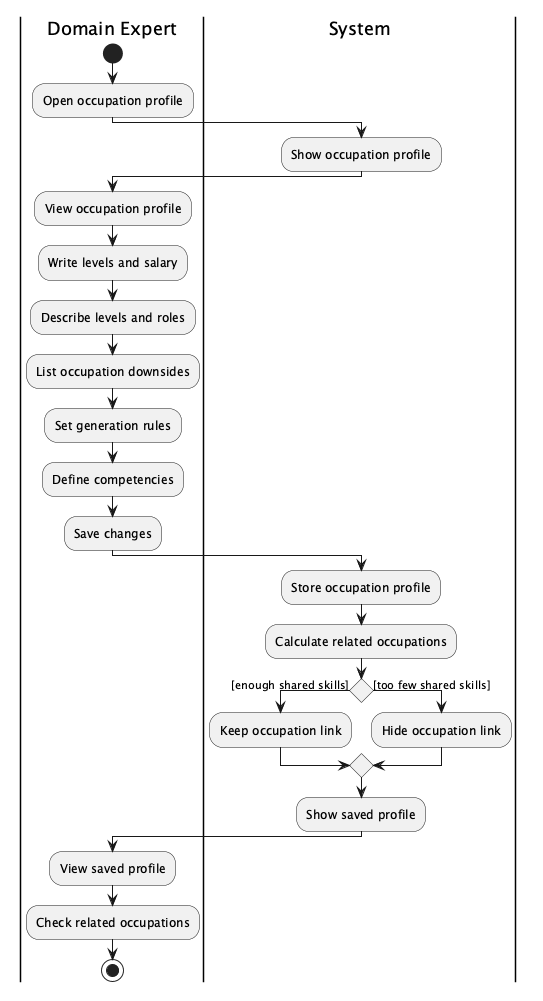 Domain Expert
System
Open occupation profile
Show occupation profile
View occupation profile
Write levels and salary
Describe levels and roles
List occupation downsides
Set generation rules
Define competencies
Save changes
Store occupation profile
Calculate related occupations
[enough shared skills]
[too few shared skills]
Keep occupation link
Hide occupation link
Show saved profile
View saved profile
Check related occupations